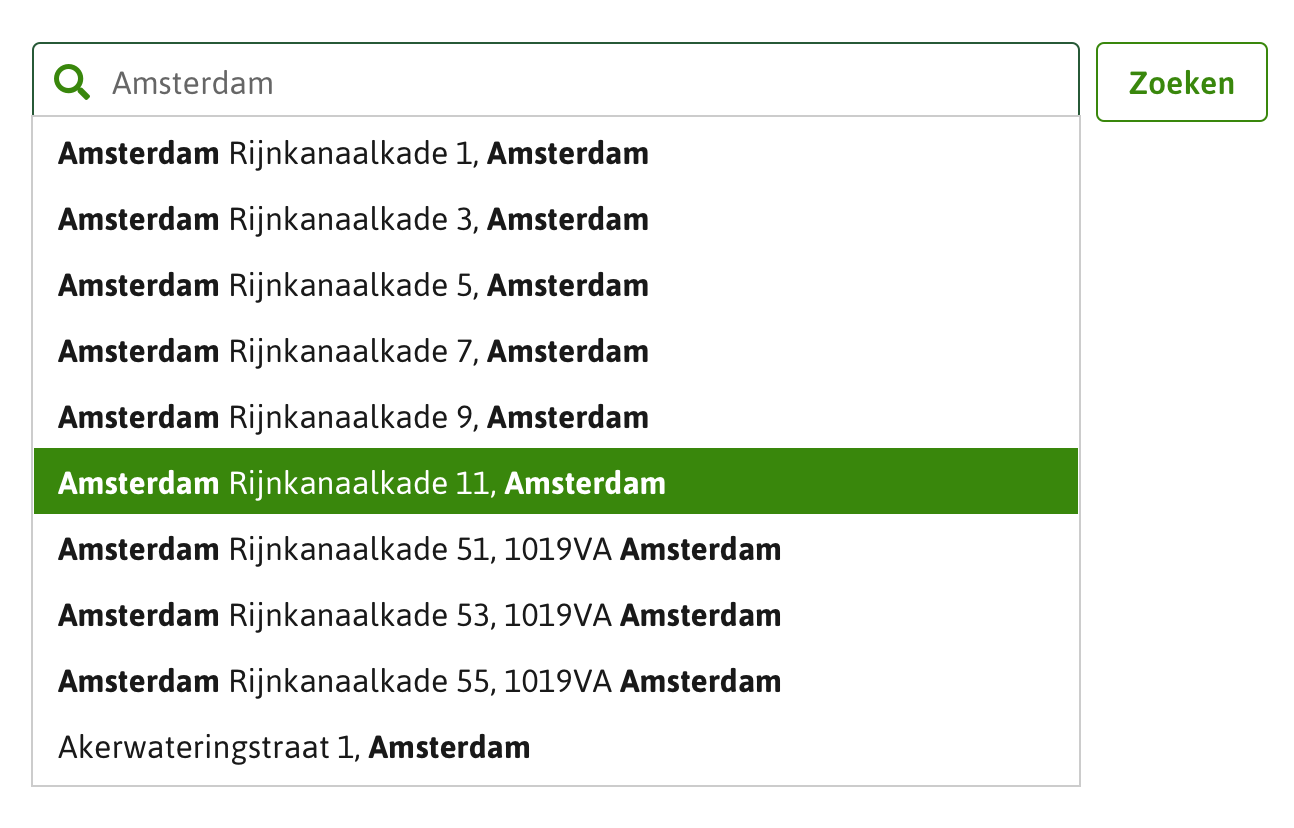 Amsterdam
Zoeken
Amsterdam Rijnkanaalkade 1, Amsterdam
Amsterdam Rijnkanaalkade 3, Amsterdam
Amsterdam Rijnkanaalkade 5, Amsterdam
Amsterdam Rijnkanaalkade 7, Amsterdam
Amsterdam Rijnkanaalkade 9, Amsterdam
Amsterdam Rijnkanaalkade 11, Amsterdam
Amsterdam Rijnkanaalkade 51, 1019VA Amsterdam
Amsterdam Rijnkanaalkade 53, 1019VA Amsterdam
Amsterdam Rijnkanaalkade 55, 1019VA Amsterdam
Akerwateringstraat 1, Amsterdam